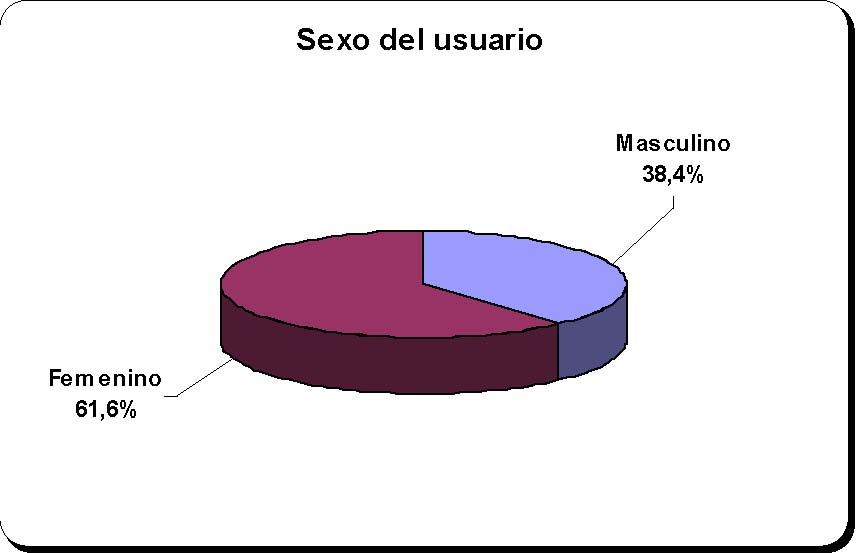 Sexo del usuario
Masculino
38,4%
Femenino
61,6%